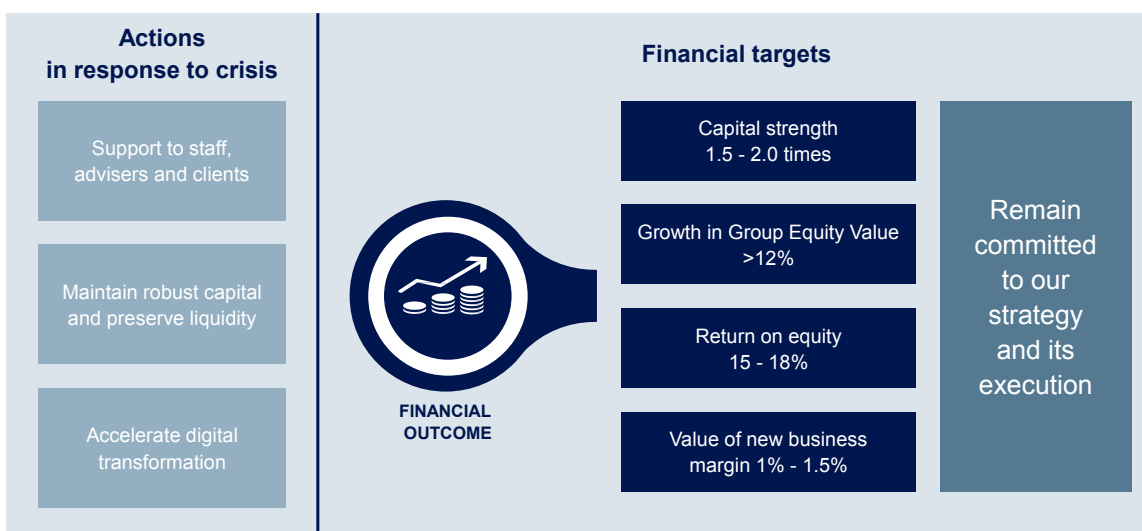 Actions
in response to crisis
Support to staff,
advisers and clients
Maintain robust capital
and preserve liquidity
Accelerate digital
transformation
FINANCIAL
OUTCOME
Financial targets
Capital strength
1.5 - 2.0 times
Growth in Group Equity Value
>12%
Return on equity
15 - 18%
Value of new business
margin 1% - 1.5%
Remain
committed
to our
strategy
and its
execution